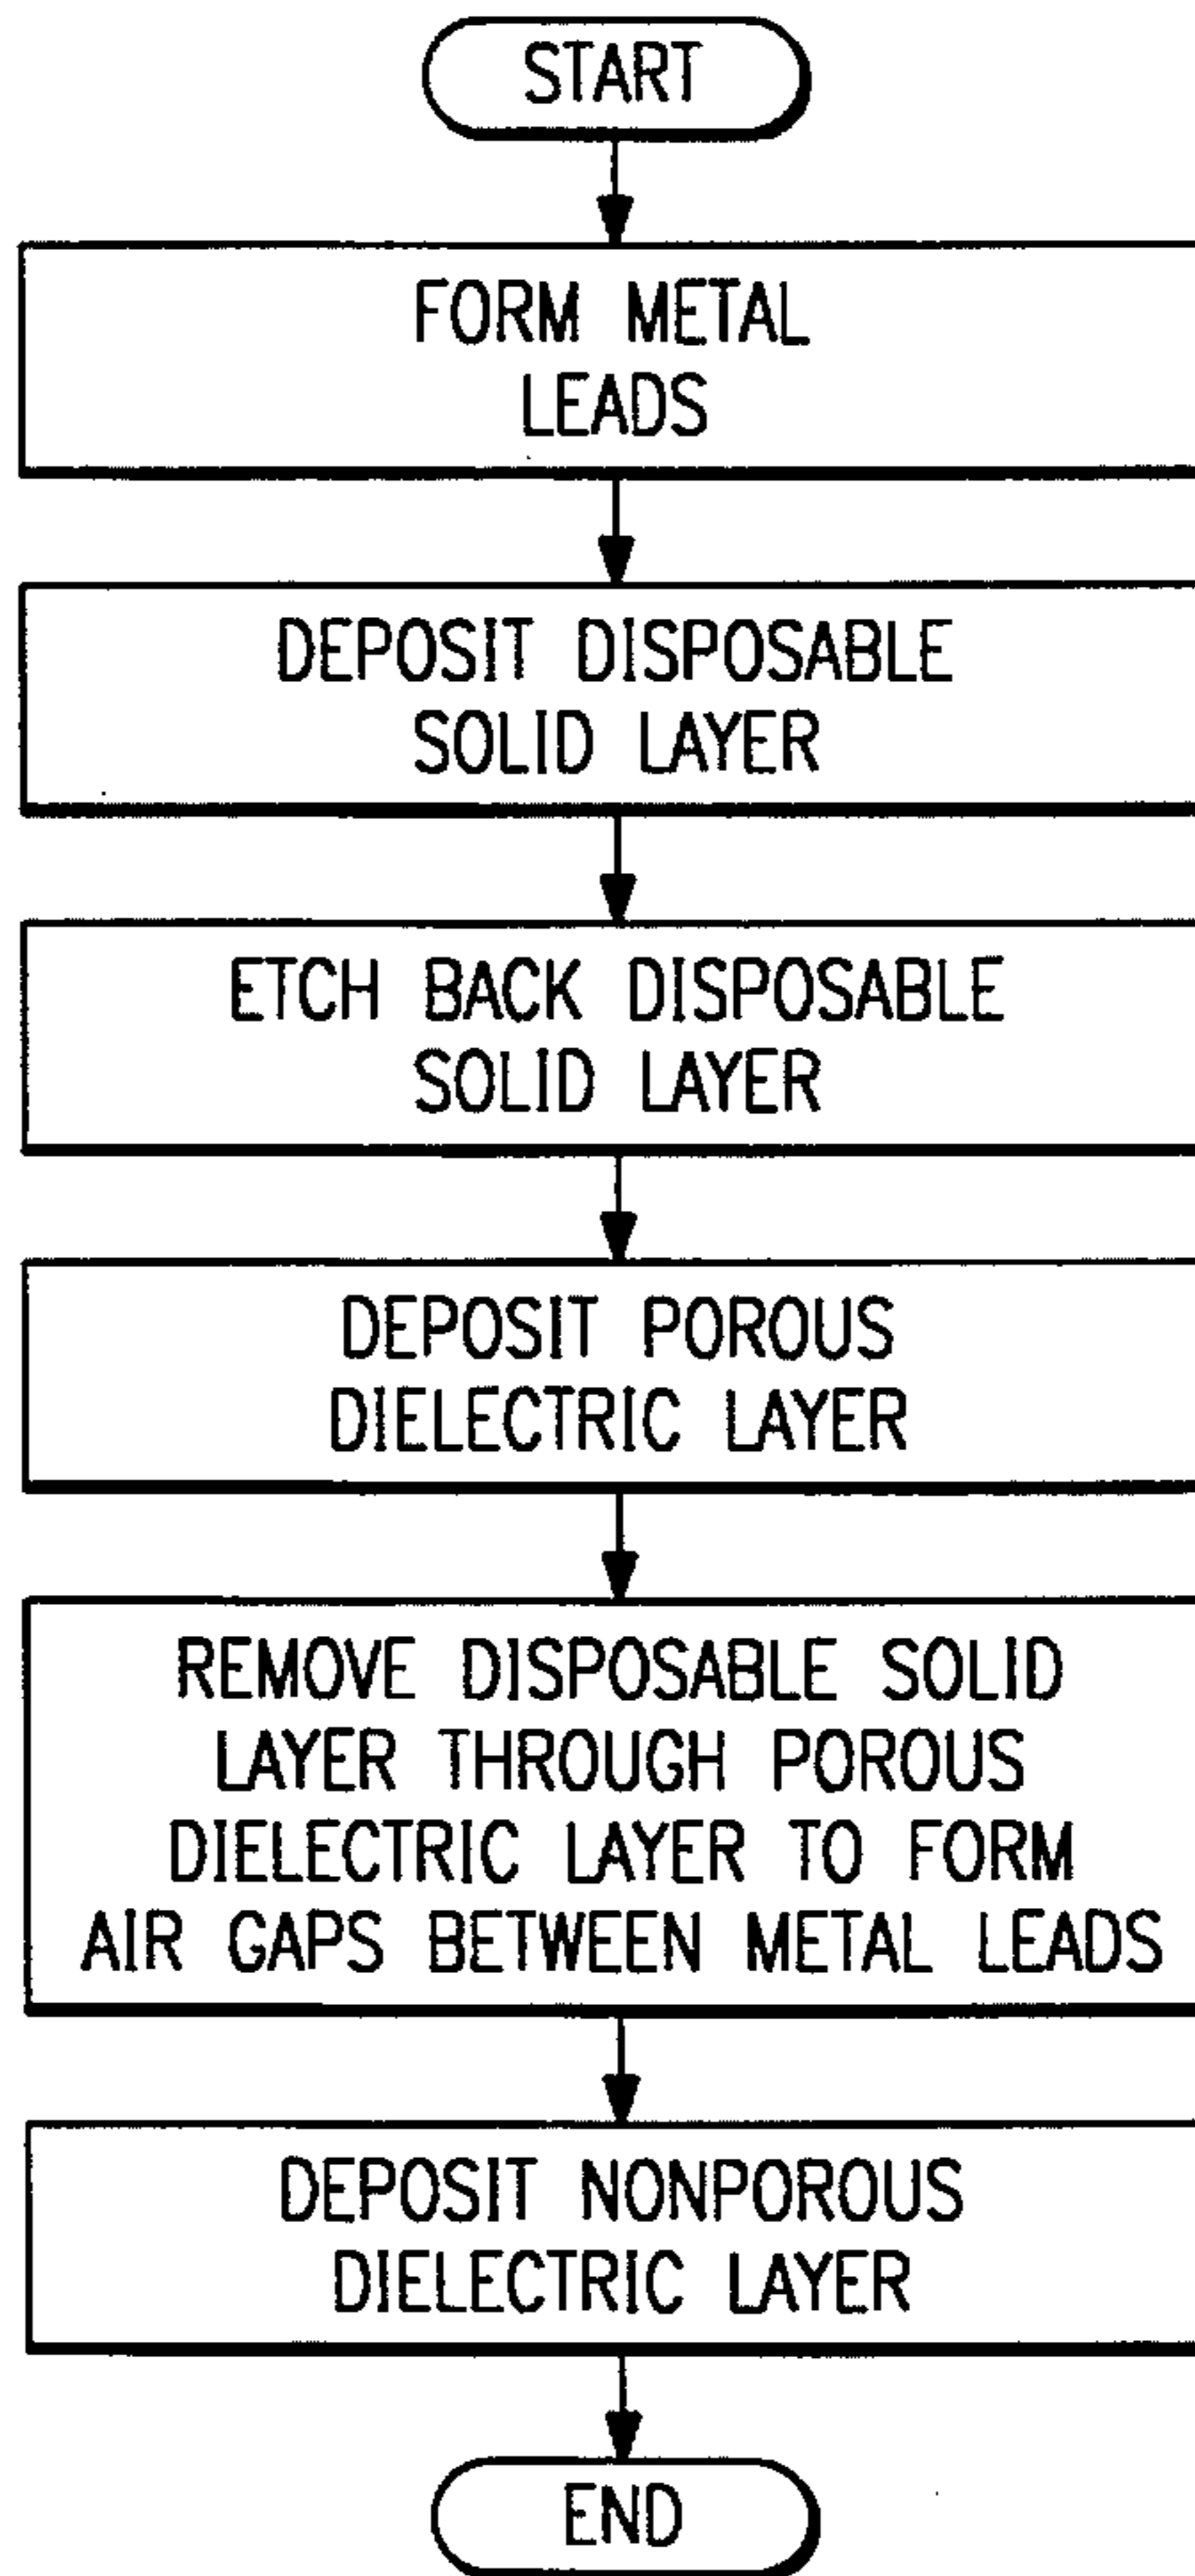 START
FORM METAL
LEADS
DEPOSIT DISPOSABLE
SOLID LAYER
ETCH BACK DISPOSABLE
SOLID LAYER
DEPOSIT POROUS
DIELECTRIC LAYER
REMOVE DISPOSABLE SOLID
LAYER THROUGH POROUS
DIELECTRIC LAYER TO FORM
AIR GAPS BETWEEN METAL LEADS
DEPOSIT NONPOROUS
DIELECTRIC LAYER
END